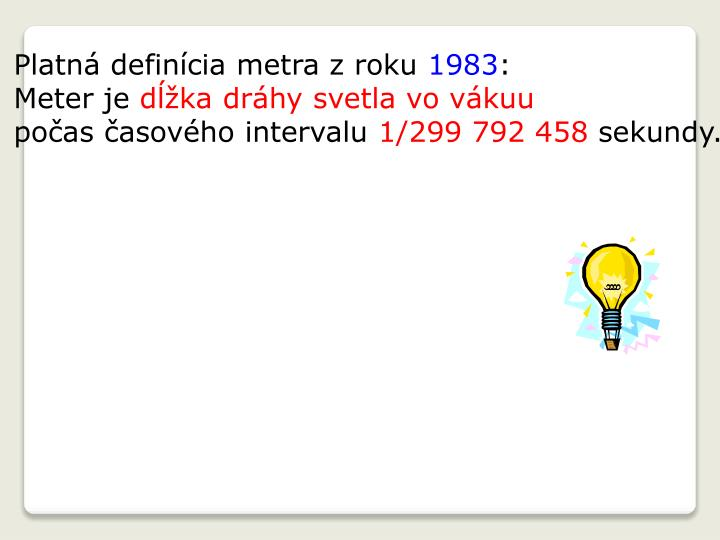 Platná definícia metra z roku 1983:
Meter je dĺžka dráhy svetla vo vákuu
počas časového intervalu 1/299 792 458 sekundy.